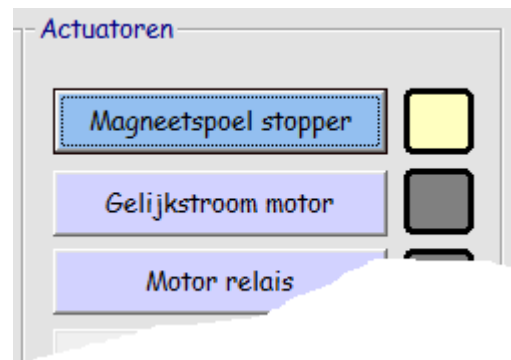 Actuatoren
Magneetspoel stopper
Gelijkstroom motor
Motor relais